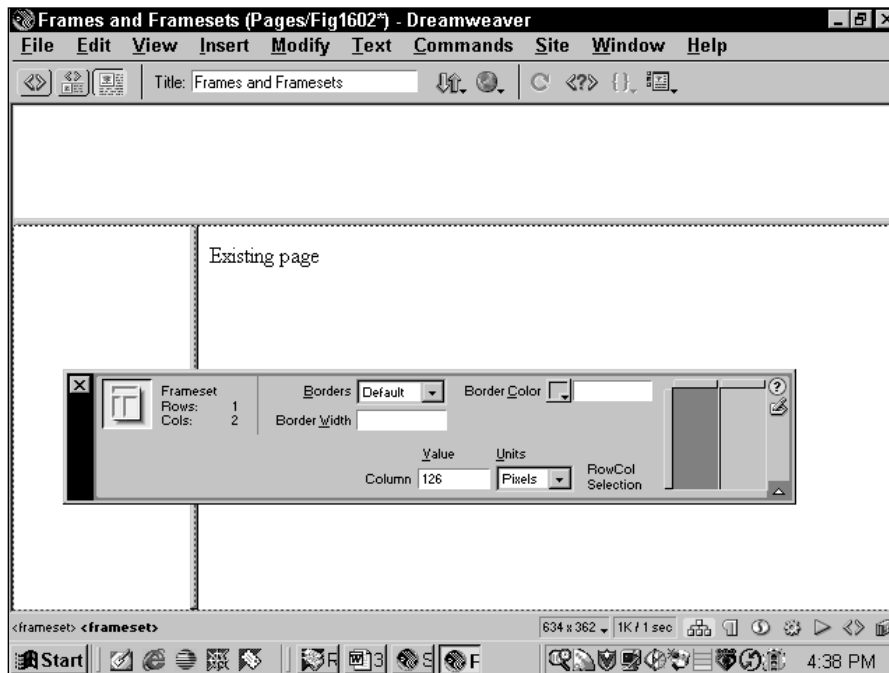 Frames and Framesets (Pages/Fig1602*) - Dreamweaver
File Edit View Insert Modify Text Commands Site Window Help
Title: Frames and Framesets
Existing page
Frameset
Rows: 1
Cols: 2
Borders Default
Border Color
Border Width
Value Units
Column 126 Pixels
RowCol
Selection
<frameset> <frameset>
634 x 362 1K / 1 sec
Start R 3 S F 4:38 PM